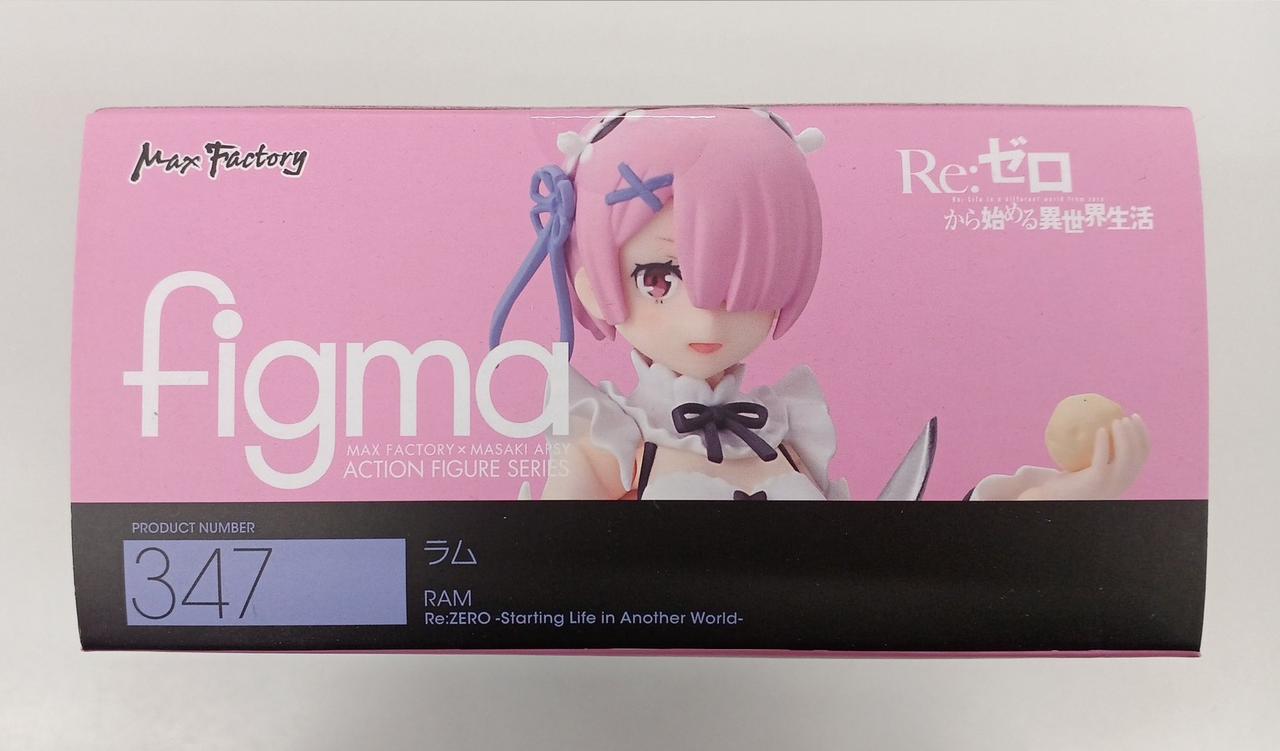 Max Factory
Re:ゼロ
Re: Life in a different world from zero
から始める異世界生活
figma
MAX FACTORY×MASAKI APSY
ACTION FIGURE SERIES
PRODUCT NUMBER
347
ラム
RAM
Re:ZERO -Starting Life in Another World-